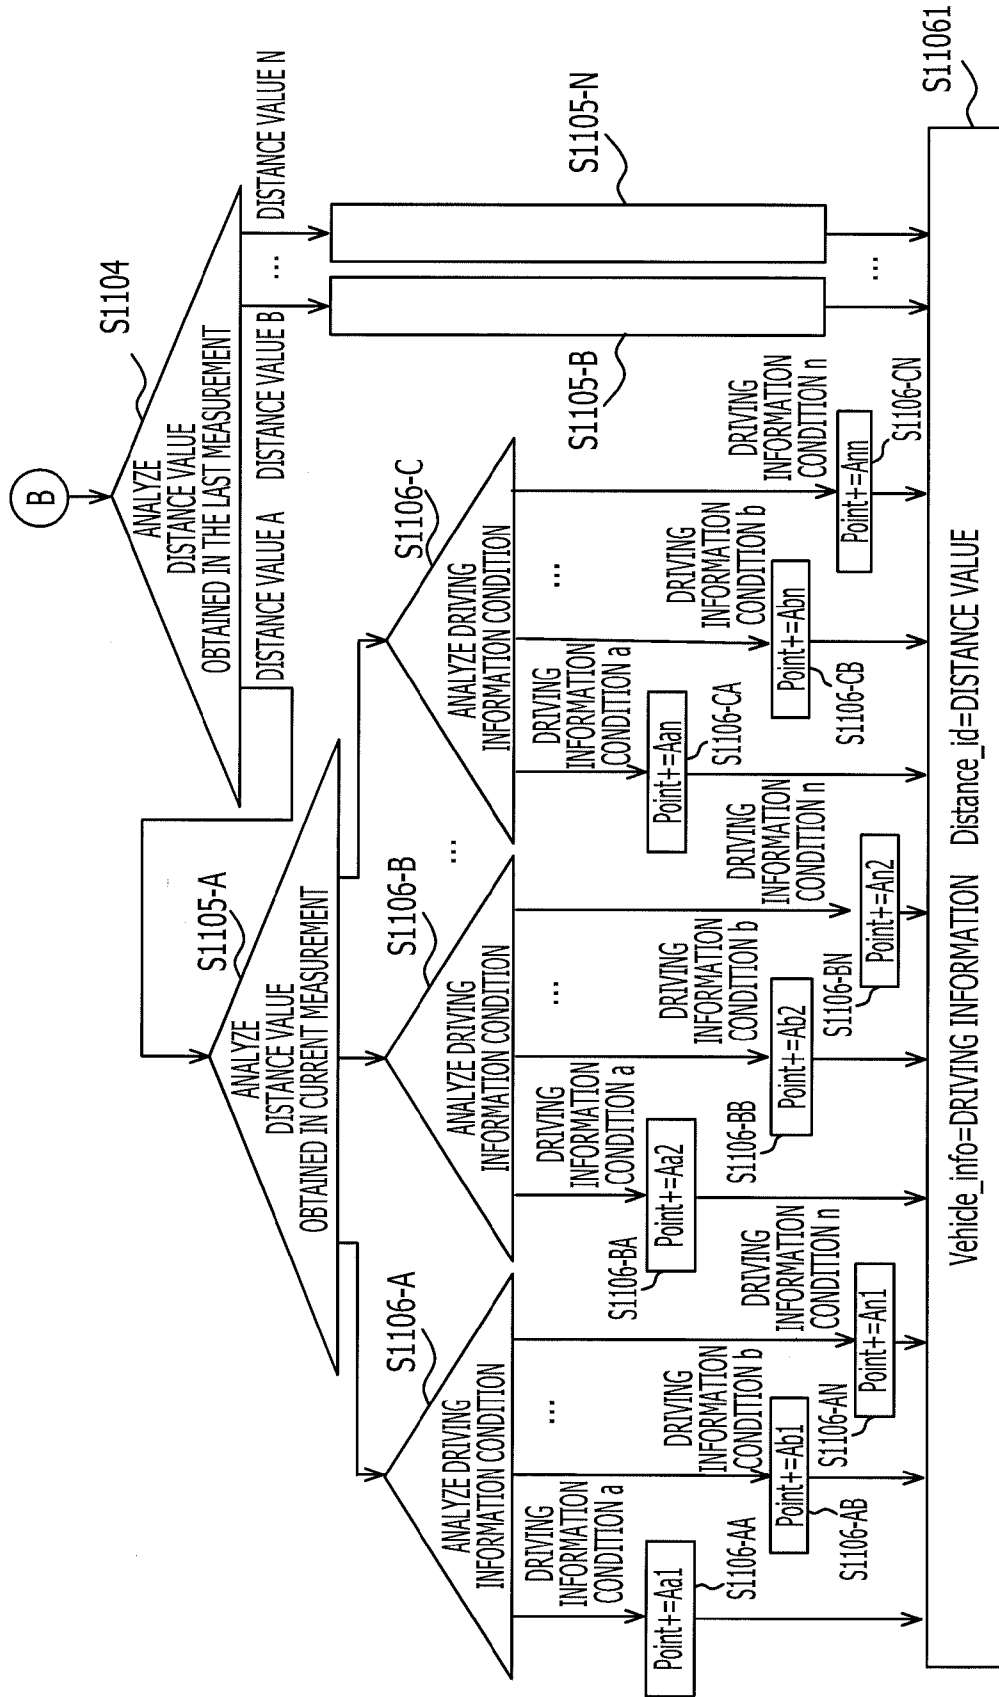 B
S1104
ANALYZE
DISTANCE VALUE
OBTAINED IN THE LAST MEASUREMENT
DISTANCE VALUE A
DISTANCE VALUE B
...
DISTANCE VALUE N
S1105-A
ANALYZE
DISTANCE VALUE
OBTAINED IN CURRENT MEASUREMENT
S1105-B
...
S1105-N
S1106-A
ANALYZE DRIVING
INFORMATION CONDITION
S1106-B
ANALYZE DRIVING
INFORMATION CONDITION
...
S1106-C
ANALYZE DRIVING
INFORMATION CONDITION
DRIVING
INFORMATION
CONDITION a
Point+=Aa1
S1106-AA
DRIVING
INFORMATION
CONDITION b
Point+=Ab1
S1106-AB
...
DRIVING
INFORMATION
CONDITION n
Point+=An1
S1106-AN
DRIVING
INFORMATION
CONDITION a
Point+=Aa2
S1106-BA
DRIVING
INFORMATION
CONDITION b
Point+=Ab2
S1106-BB
...
DRIVING
INFORMATION
CONDITION n
Point+=An2
S1106-BN
DRIVING
INFORMATION
CONDITION a
Point+=Aan
S1106-CA
DRIVING
INFORMATION
CONDITION b
Point+=Abn
S1106-CB
...
DRIVING
INFORMATION
CONDITION n
Point+=Ann
S1106-CN
Vehicle_info=DRIVING INFORMATION Distance_id=DISTANCE VALUE
S11061